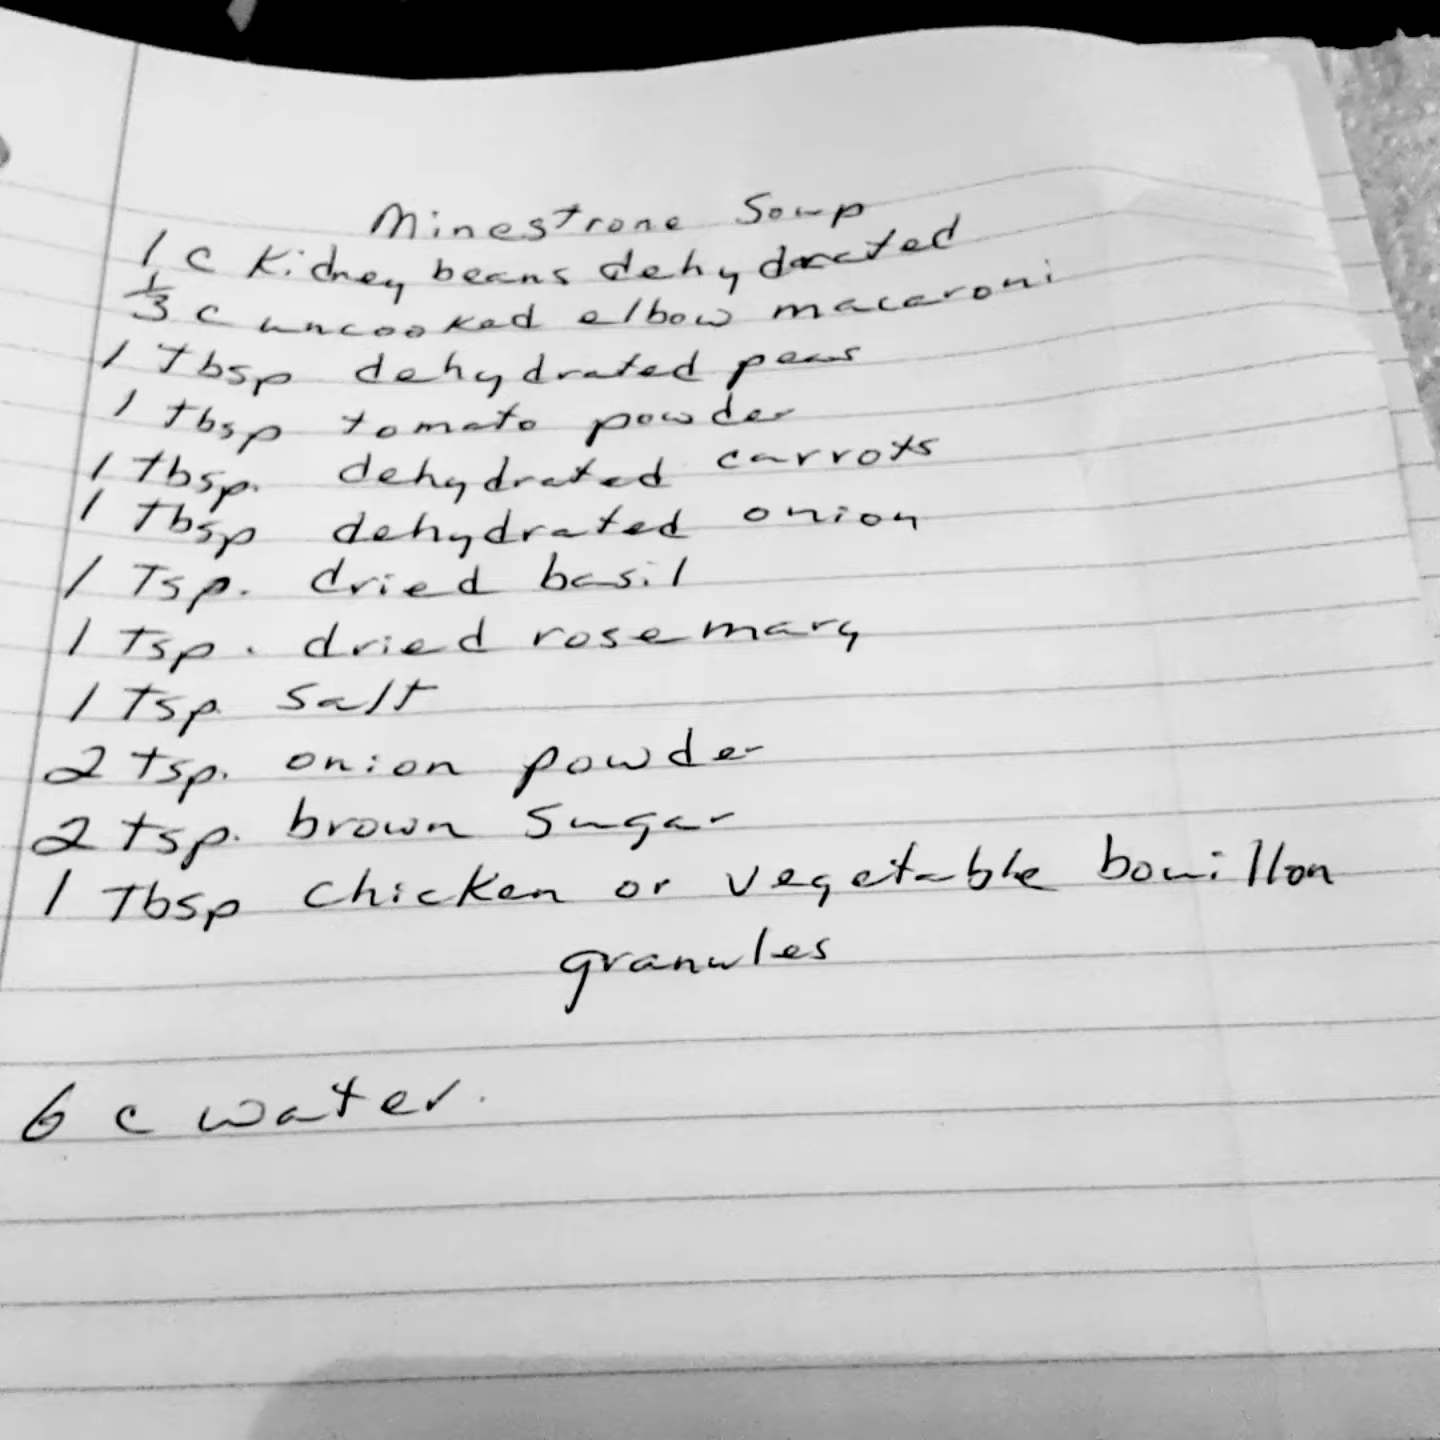 Minestrone Soup
1 c Kidney beans dehydrated
1/3 c uncooked elbow macaroni
1 Tbsp dehydrated peas
1 Tbsp tomato powder
1 Tbsp. dehydrated carrots
1 Tbsp dehydrated onion
1 Tsp. dried basil
1 Tsp. dried rosemary
1 Tsp. Salt
2 tsp. onion powder
2 tsp. brown Sugar
1 Tbsp chicken or vegetable bouillon
granules
6 c water.